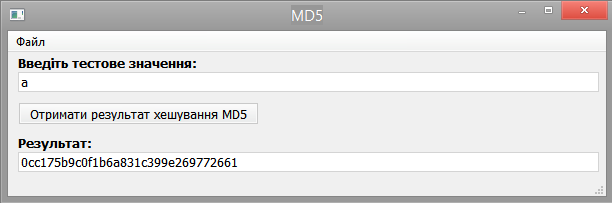 MD5
Файл
Введіть тестове значення:
a
Отримати результат хешування MD5
Результат:
0cc175b9c0f1b6a831c399e269772661